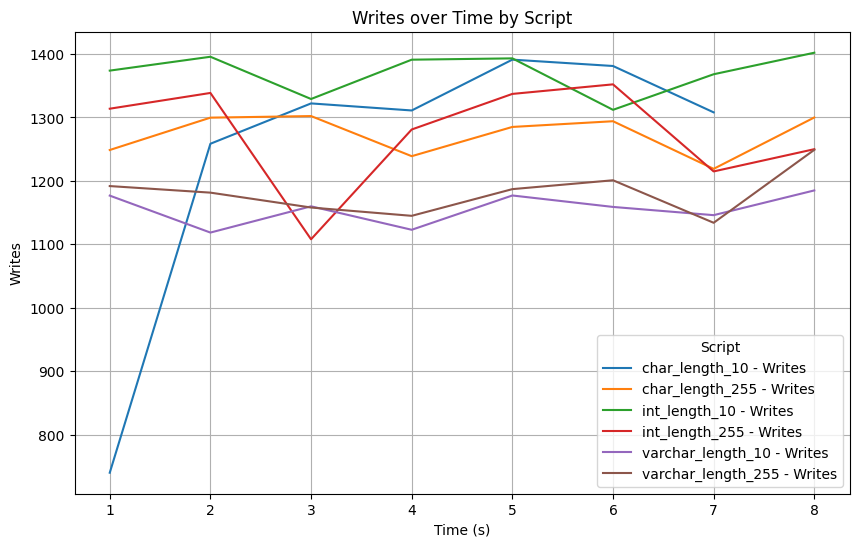 Writes over Time by Script
Writes
1400
1300
1200
1100
1000
900
800
Script
char_length_10 - Writes
char_length_255 - Writes
int_length_10 - Writes
int_length_255 - Writes
varchar_length_10 - Writes
varchar_length_255 - Writes
1 2 3 4 5 6 7 8
Time (s)